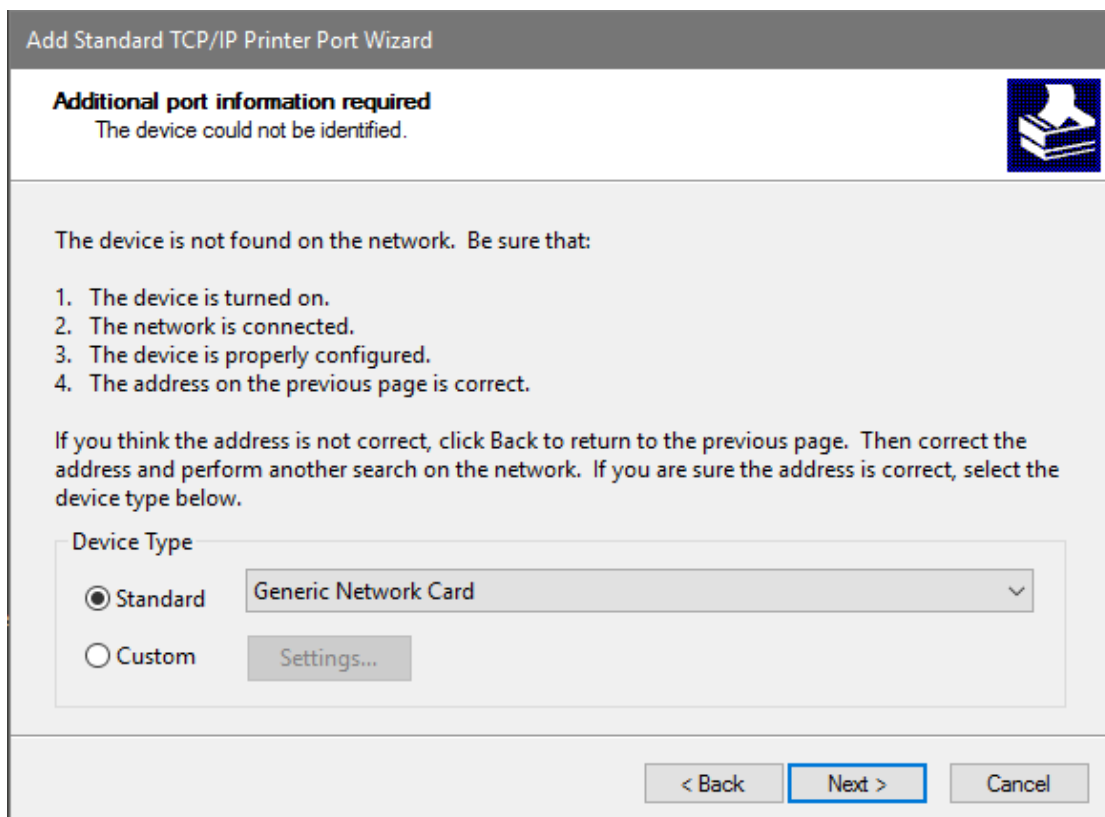 Add Standard TCP/IP Printer Port Wizard
Additional port information required
The device could not be identified.
The device is not found on the network.  Be sure that:
1.  The device is turned on.
2.  The network is connected.
3.  The device is properly configured.
4.  The address on the previous page is correct.
If you think the address is not correct, click Back to return to the previous page.  Then correct the
address and perform another search on the network.  If you are sure the address is correct, select the
device type below.
Device Type
Standard
Generic Network Card
Custom
Settings...
< Back
Next >
Cancel